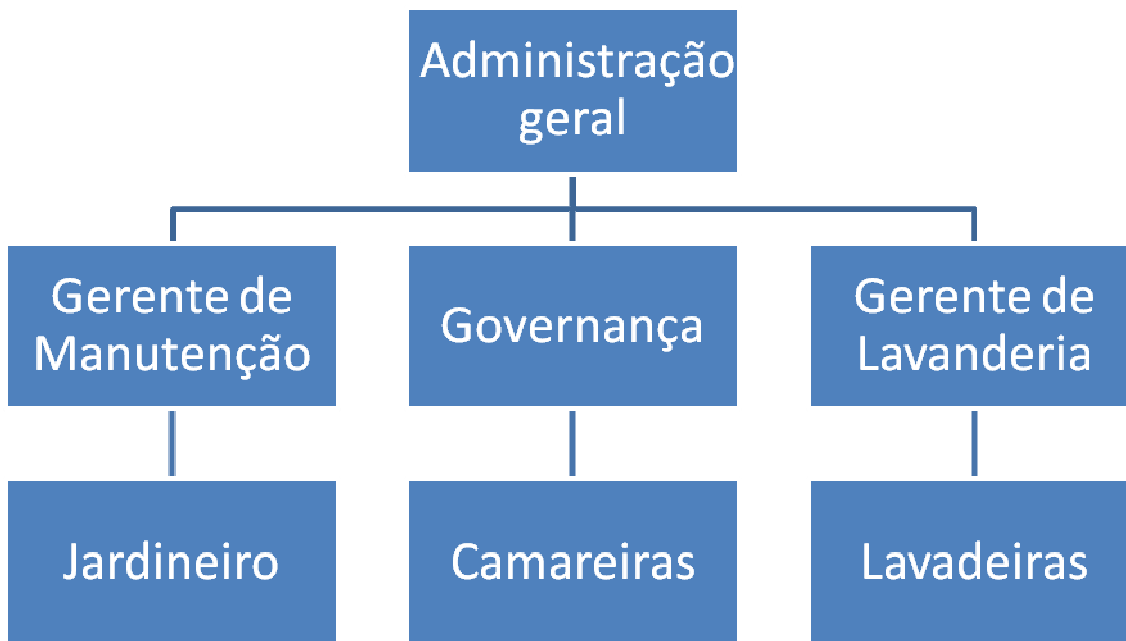 Administração
geral
Gerente de
Manutenção
Governança
Gerente de
Lavanderia
Jardineiro
Camareiras
Lavadeiras